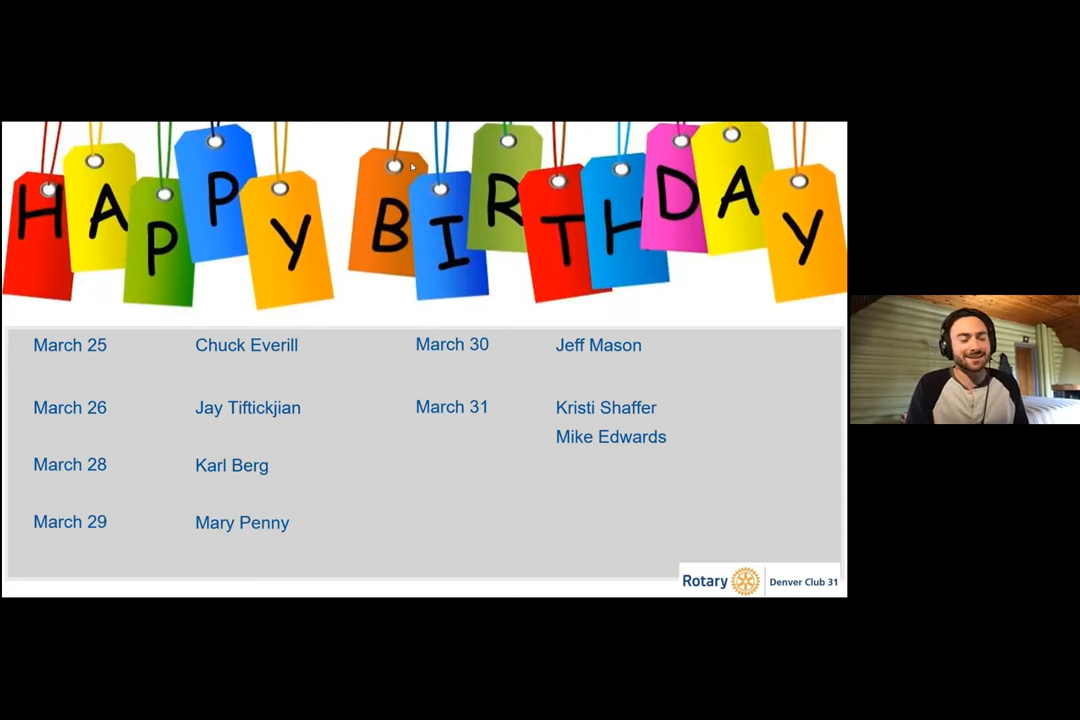 HAPPY BIRTHDAY
March 25 Chuck Everill
March 26 Jay Tiftickjian
March 28 Karl Berg
March 29 Mary Penny
March 30 Jeff Mason
March 31 Kristi Shaffer
Mike Edwards
Rotary Denver Club 31